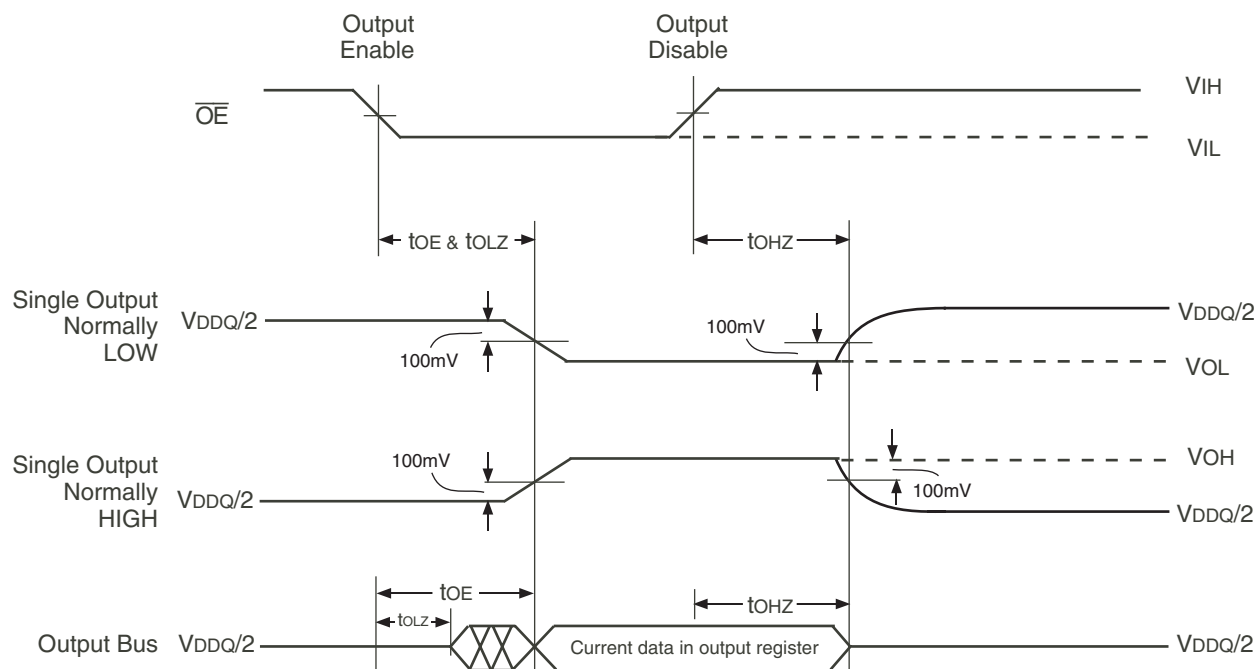 Output
Enable
Output
Disable
OE
VIH
VIL
tOE & tOLZ
tOHZ
Single Output
Normally
LOW
VDDQ/2
100mV
100mV
VDDQ/2
VOL
Single Output
Normally
HIGH
VDDQ/2
100mV
VOH
100mV
VDDQ/2
tOE
tOLZ
tOHZ
Output Bus
VDDQ/2
Current data in output register
VDDQ/2